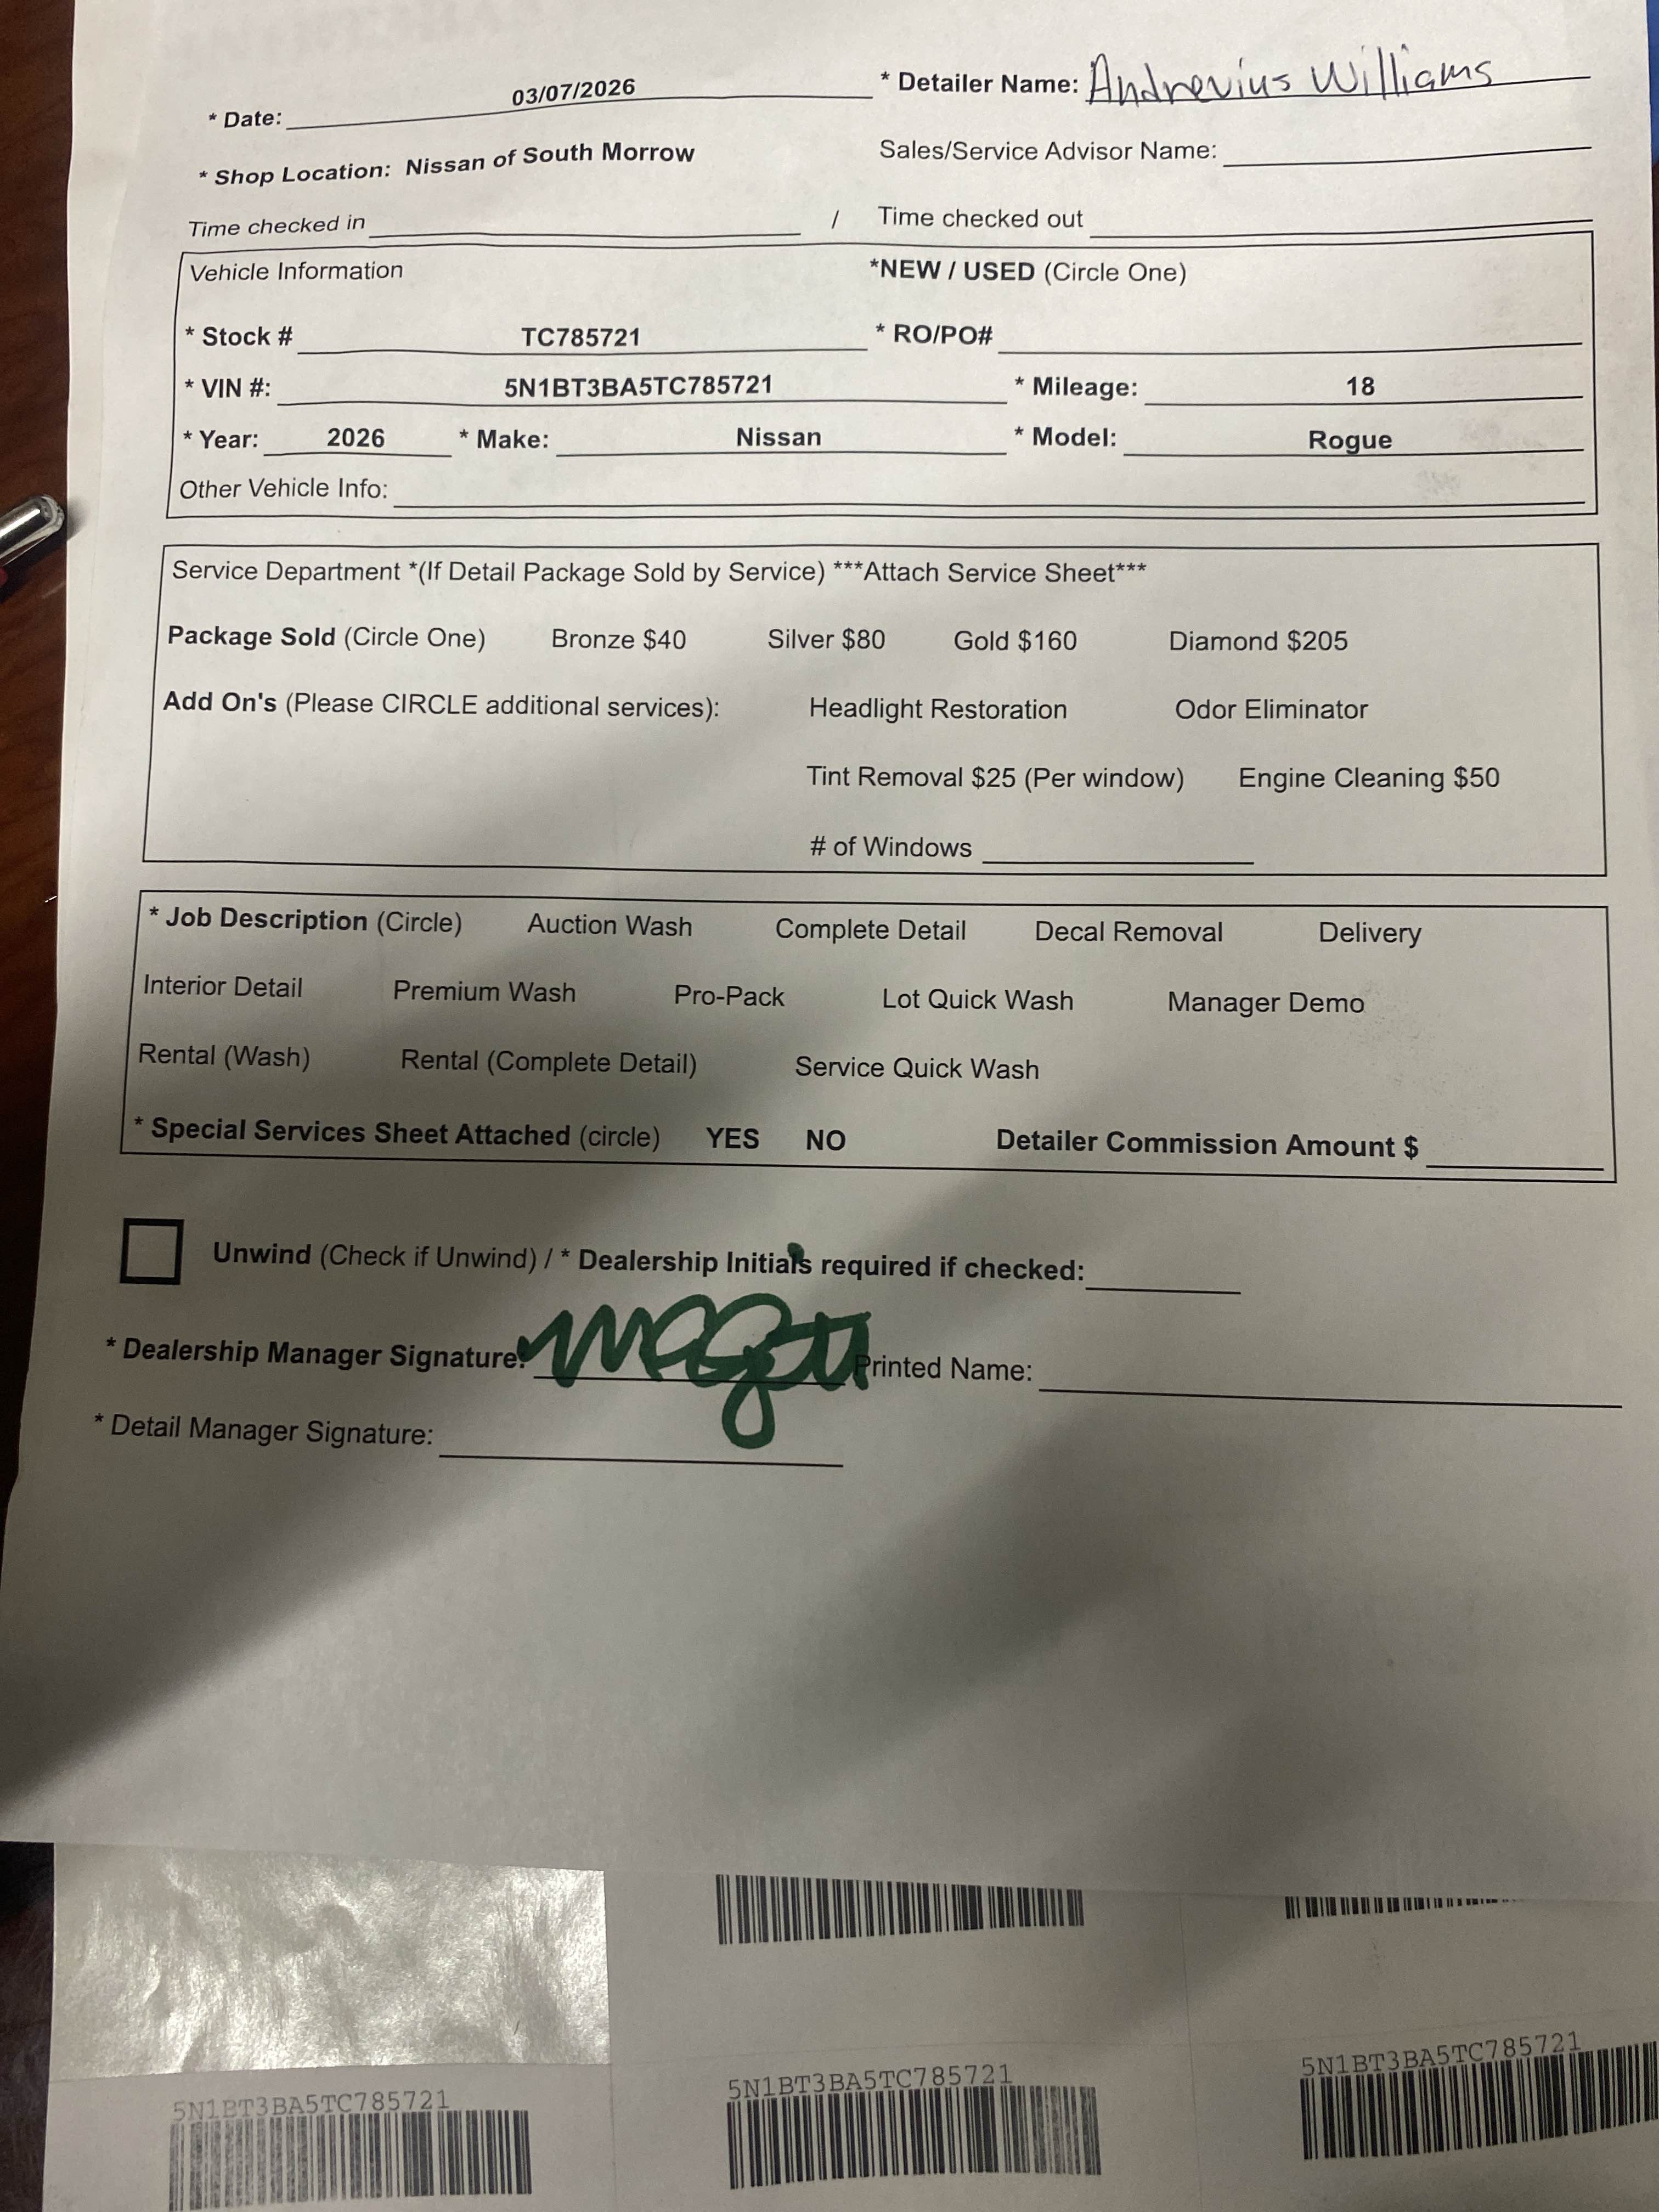 * Date: 03/07/2026 * Detailer Name: Andrevius Williams
* Shop Location: Nissan of South Morrow Sales/Service Advisor Name:
Time checked in / Time checked out
Vehicle Information *NEW / USED (Circle One)
* Stock # TC785721 * RO/PO#
* VIN #: 5N1BT3BA5TC785721 * Mileage: 18
* Year: 2026 * Make: Nissan * Model: Rogue
Other Vehicle Info:
Service Department *(If Detail Package Sold by Service) ***Attach Service Sheet***
Package Sold (Circle One) Bronze $40 Silver $80 Gold $160 Diamond $205
Add On's (Please CIRCLE additional services): Headlight Restoration Odor Eliminator
Tint Removal $25 (Per window) Engine Cleaning $50
# of Windows
* Job Description (Circle) Auction Wash Complete Detail Decal Removal Delivery
Interior Detail Premium Wash Pro-Pack Lot Quick Wash Manager Demo
Rental (Wash) Rental (Complete Detail) Service Quick Wash
* Special Services Sheet Attached (circle) YES NO Detailer Commission Amount $
Unwind (Check if Unwind) / * Dealership Initials required if checked:
* Dealership Manager Signature: Printed Name:
* Detail Manager Signature:
5N1BT3BA5TC785721 5N1BT3BA5TC785721 5N1BT3BA5TC785721